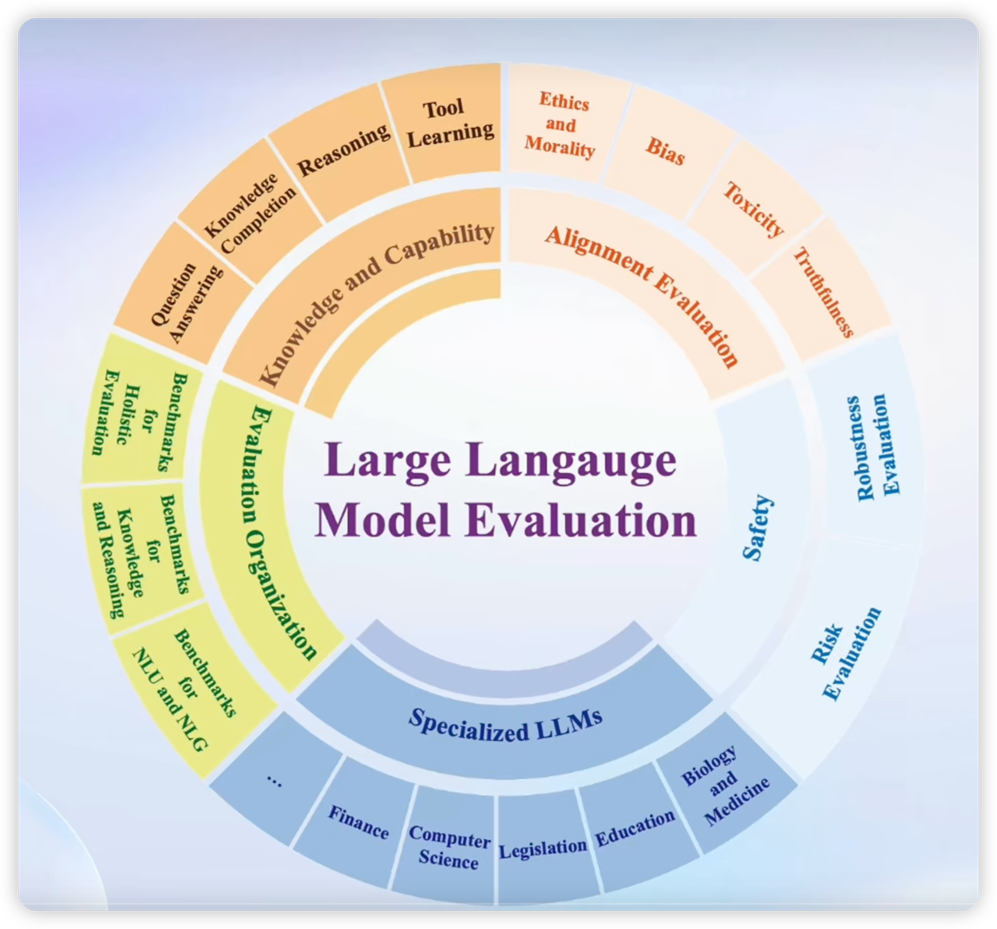 Large Langauge
Model Evaluation
Knowledge and Capability
Question
Answering
Knowledge
Completion
Reasoning
Tool
Learning
Alignment Evaluation
Ethics
and
Morality
Bias
Toxicity
Truthfulness
Safety
Robustness
Evaluation
Risk
Evaluation
Specialized LLMs
Biology
and
Medicine
Education
Legislation
Computer
Science
Finance
...
Evaluation Organization
Benchmarks
for
NLU and NLG
Benchmarks
for
Knowledge
and Reasoning
Benchmarks
for
Holistic
Evaluation